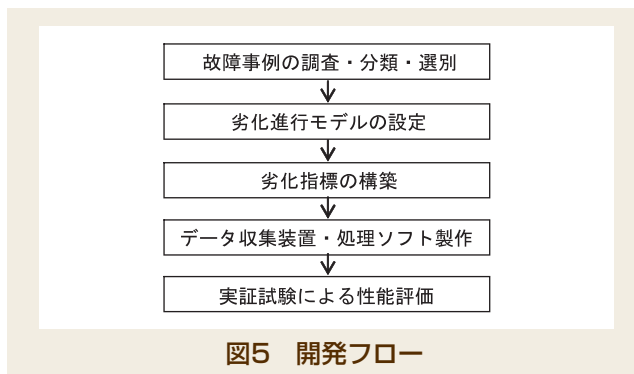 故障事例の調査・分類・選別
劣化進行モデルの設定
劣化指標の構築
データ収集装置・処理ソフト製作
実証試験による性能評価
図5 開発フロー